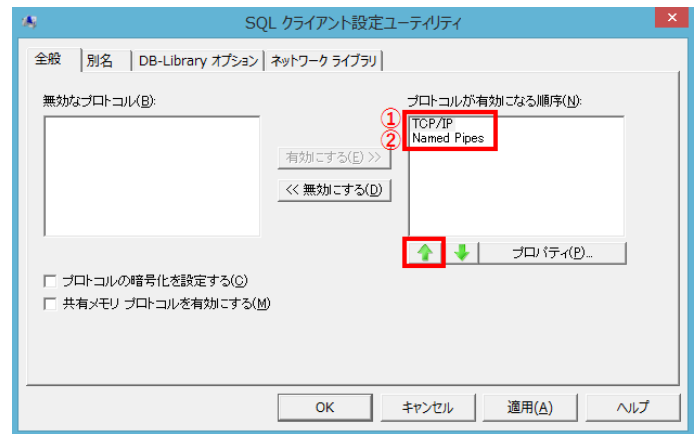 SQL クライアント設定ユーティリティ
全般 別名 DB-Library オプション ネットワーク ライブラリ
無効なプロトコル(B):
プロトコルが有効になる順序(N):
① TCP/IP
② Named Pipes
有効にする(E) >>
<< 無効にする(D)
プロパティ(P)...
プロトコルの暗号化を設定する(C)
共有メモリ プロトコルを有効にする(M)
OK キャンセル 適用(A) ヘルプ